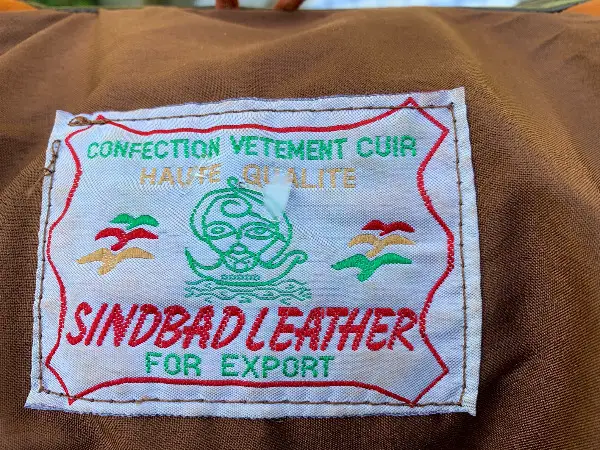 CONFECTION VETEMENT CUIR
HAUTE QUALITE
SINDBAD LEATHER
FOR EXPORT